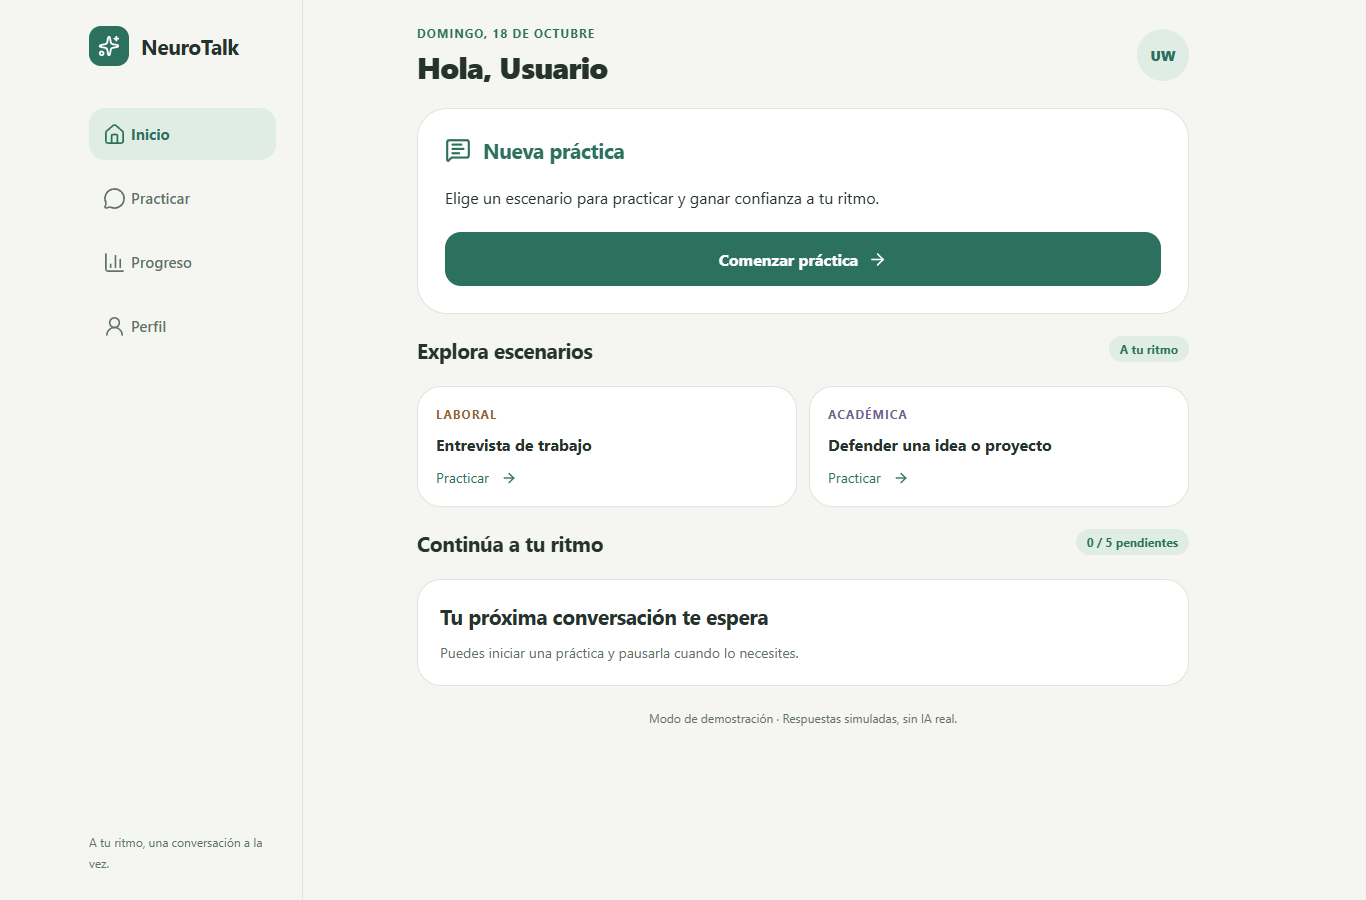 NeuroTalk
Inicio
Practicar
Progreso
Perfil
A tu ritmo, una conversación a la
vez.
DOMINGO, 18 DE OCTUBRE
Hola, Usuario
UW
Nueva práctica
Elige un escenario para practicar y ganar confianza a tu ritmo.
Comenzar práctica
Explora escenarios
A tu ritmo
LABORAL
Entrevista de trabajo
Practicar
ACADÉMICA
Defender una idea o proyecto
Practicar
Continúa a tu ritmo
0 / 5 pendientes
Tu próxima conversación te espera
Puedes iniciar una práctica y pausarla cuando lo necesites.
Modo de demostración · Respuestas simuladas, sin IA real.